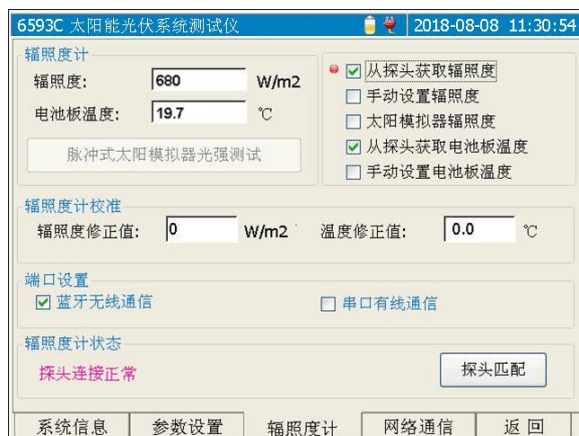 6593C 太阳能光伏系统测试仪 2018-08-08 11:30:54
辐照度计
辐照度: 680 W/m2
电池板温度: 19.7 ℃
脉冲式太阳模拟器光强测试
从探头获取辐照度
手动设置辐照度
太阳模拟器辐照度
从探头获取电池板温度
手动设置电池板温度
辐照度计校准
辐照度修正值: 0 W/m2 温度修正值: 0.0 ℃
端口设置
蓝牙无线通信 串口有线通信
辐照度计状态
探头连接正常 探头匹配
系统信息 参数设置 辐照度计 网络通信 返回